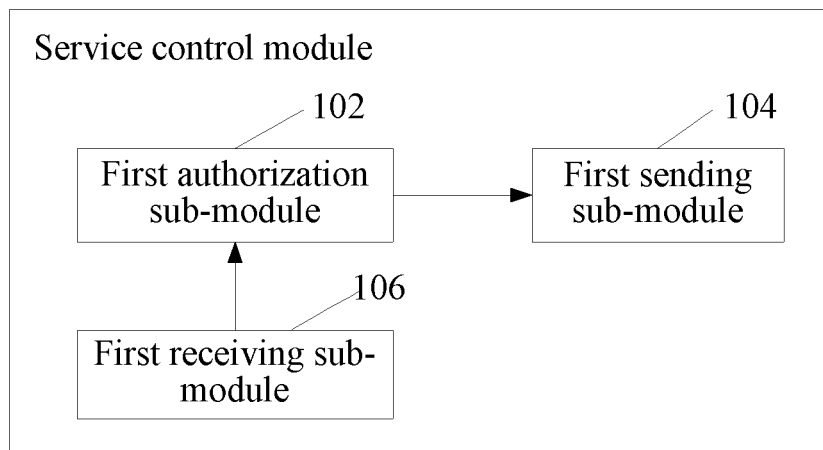 Service control module
102
104
First authorization
sub-module
First sending
sub-module
106
First receiving sub-
module